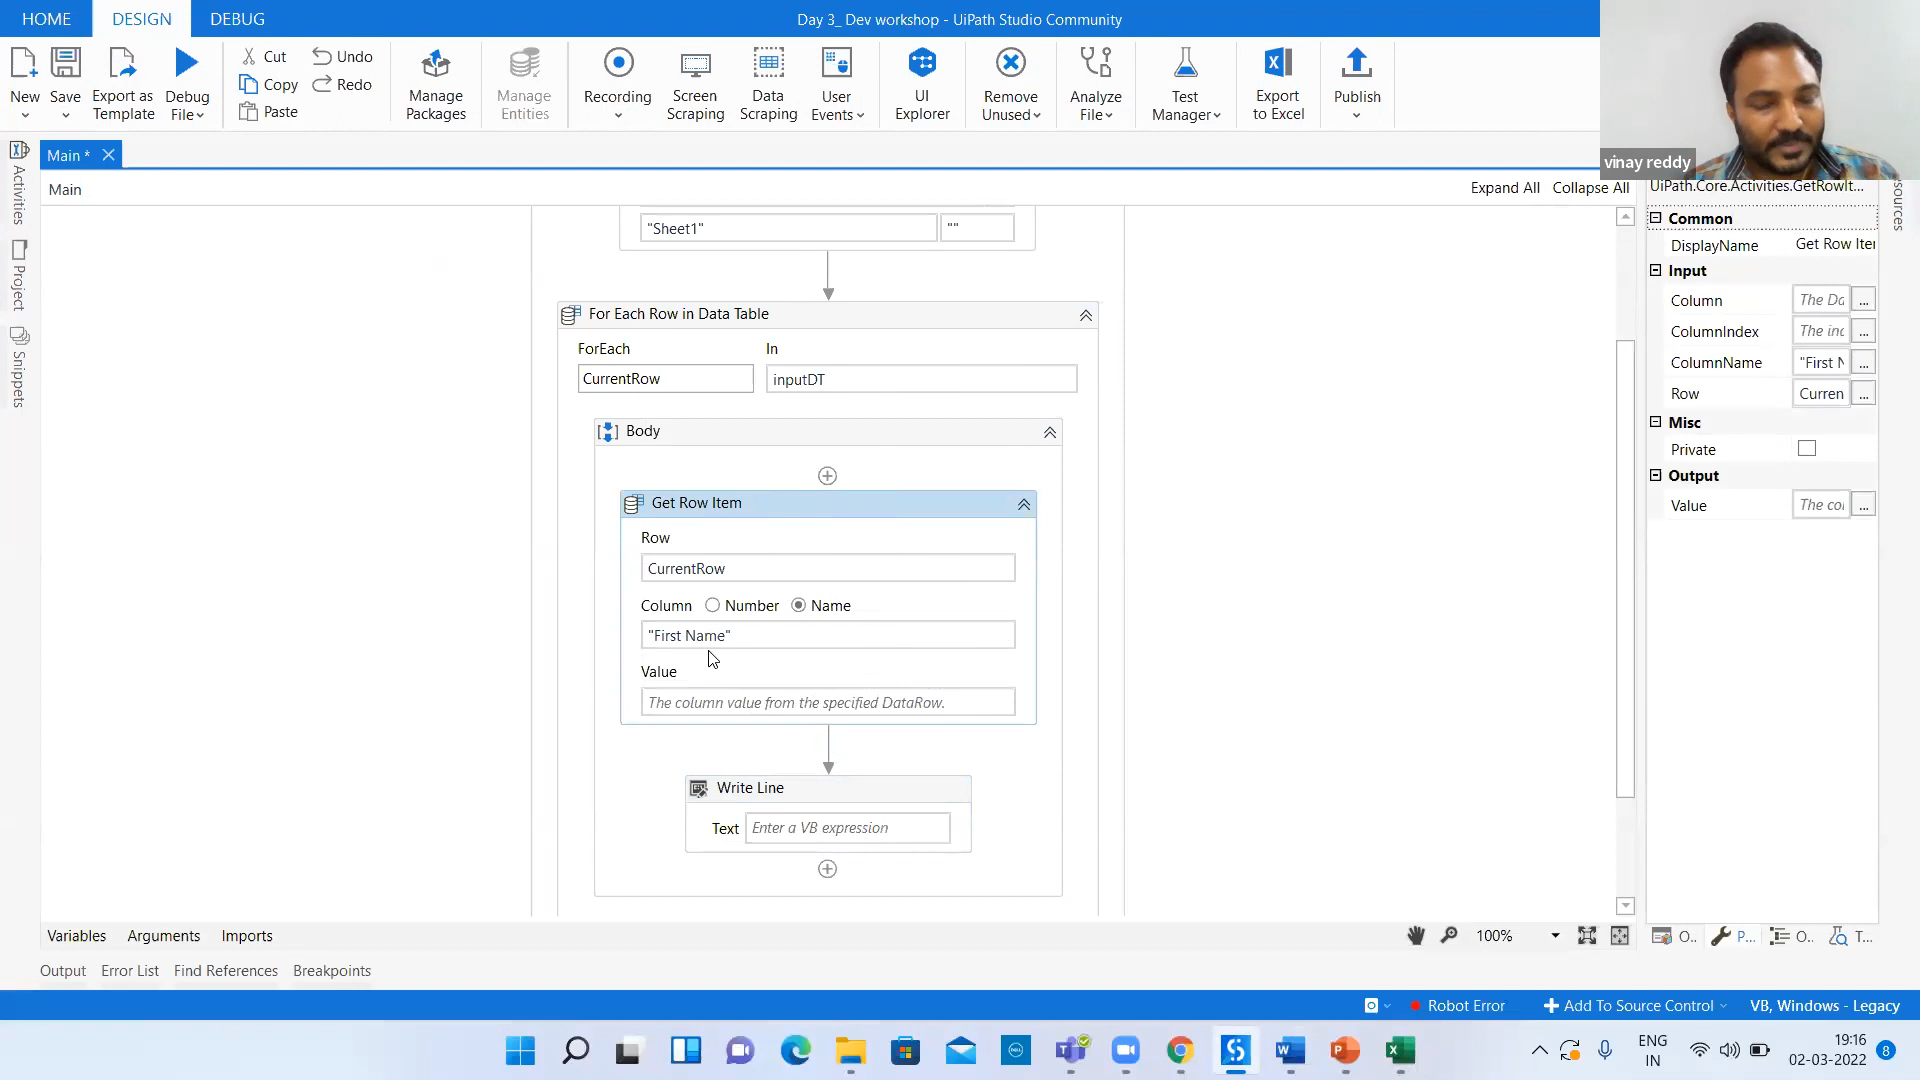 HOME
DESIGN
DEBUG
Day 3_ Dev workshop - UiPath Studio Community
New
Save
Export as Template
Debug File
Cut
Copy
Paste
Undo
Redo
Manage Packages
Manage Entities
Recording
Screen Scraping
Data Scraping
User Events
UI Explorer
Remove Unused
Analyze File
Test Manager
Export to Excel
Publish
vinay reddy
Main *
Main
Expand All
Collapse All
Activities
Project
Snippets
"Sheet1"
""
For Each Row in Data Table
ForEach
In
CurrentRow
inputDT
Body
Get Row Item
Row
CurrentRow
Column
Number
Name
"First Name"
Value
The column value from the specified DataRow.
Write Line
Text
Enter a VB expression
UiPath.Core.Activities.GetRowIt...
sources
Common
DisplayName
Get Row Iter
Input
Column
The Da
...
ColumnIndex
The ind
...
ColumnName
"First N
...
Row
Curren
...
Misc
Private
Output
Value
The col
...
Variables
Arguments
Imports
100%
O..
P...
O..
T...
Output
Error List
Find References
Breakpoints
Robot Error
Add To Source Control
VB, Windows - Legacy
DELL
ENG
IN
19:16
02-03-2022
8